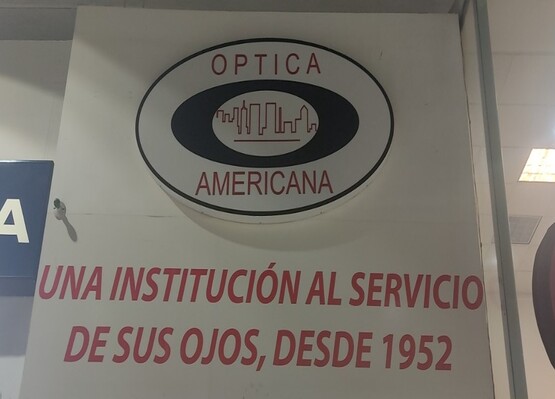 OPTICA
AMERICANA
A
UNA INSTITUCIÓN AL SERVICIO
DE SUS OJOS, DESDE 1952